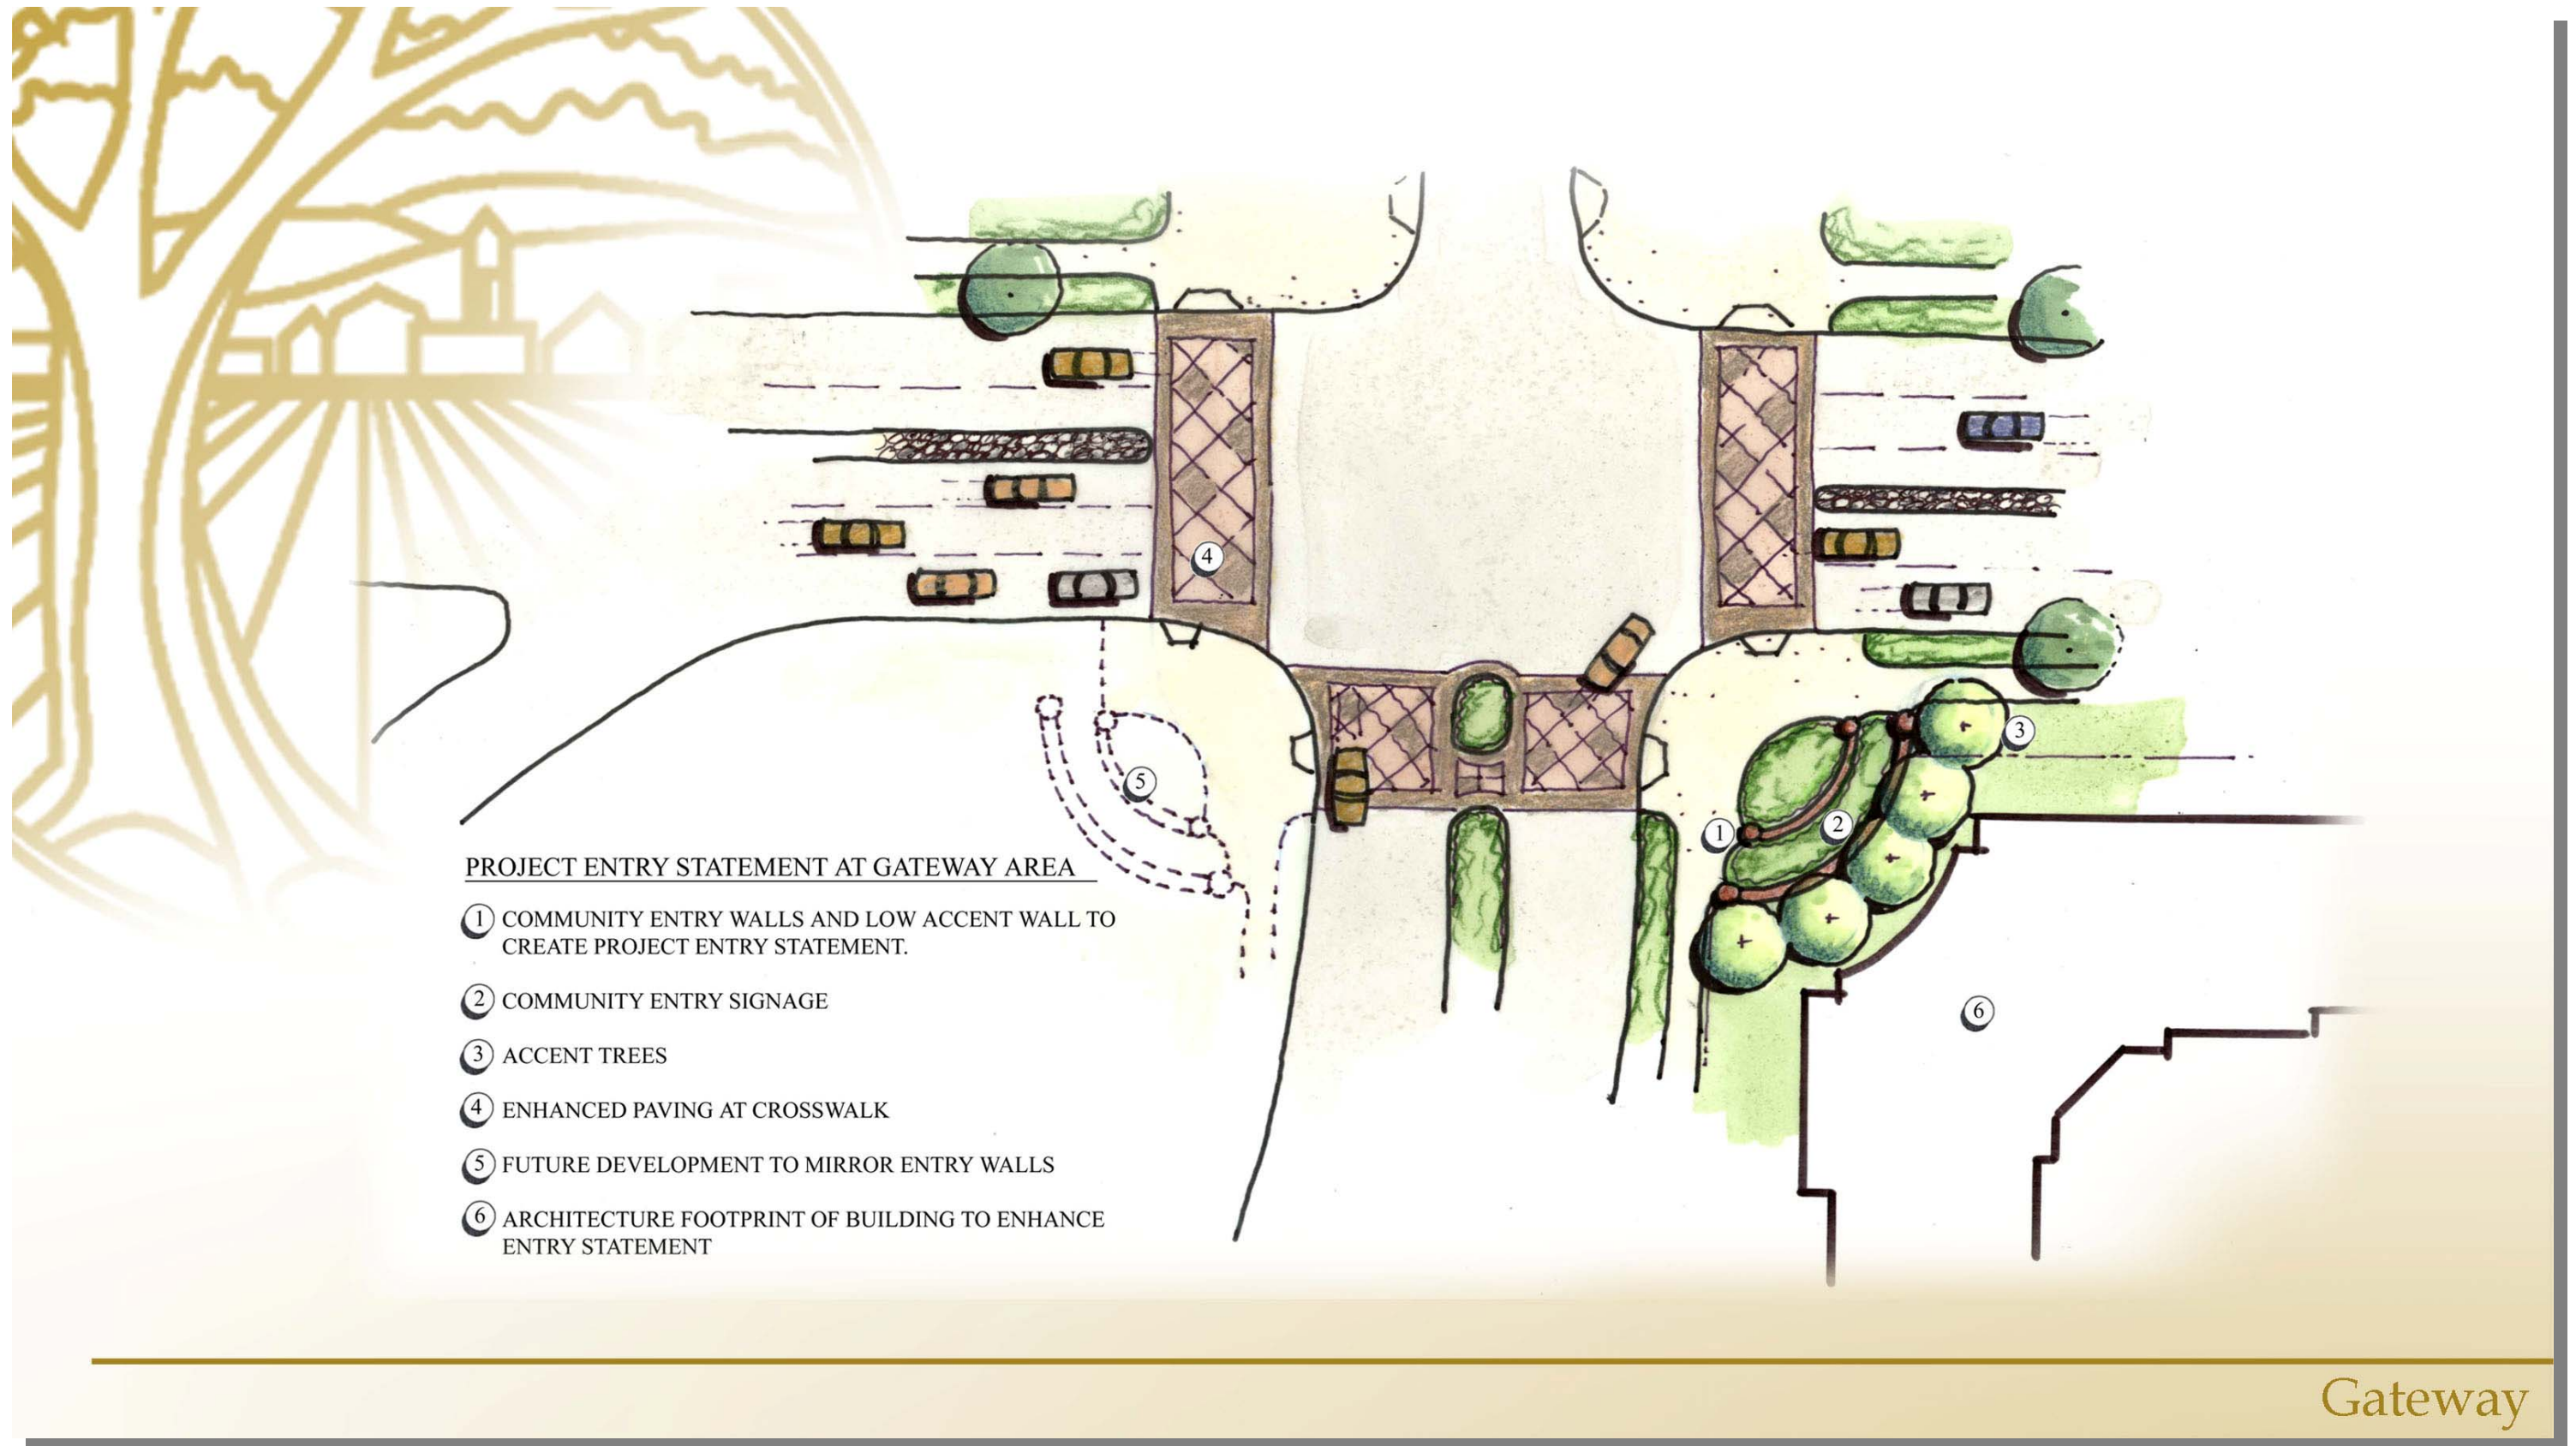 4
5
1
2
3
6
PROJECT ENTRY STATEMENT AT GATEWAY AREA
1 COMMUNITY ENTRY WALLS AND LOW ACCENT WALL TO
CREATE PROJECT ENTRY STATEMENT.
2 COMMUNITY ENTRY SIGNAGE
3 ACCENT TREES
4 ENHANCED PAVING AT CROSSWALK
5 FUTURE DEVELOPMENT TO MIRROR ENTRY WALLS
6 ARCHITECTURE FOOTPRINT OF BUILDING TO ENHANCE
ENTRY STATEMENT
Gateway